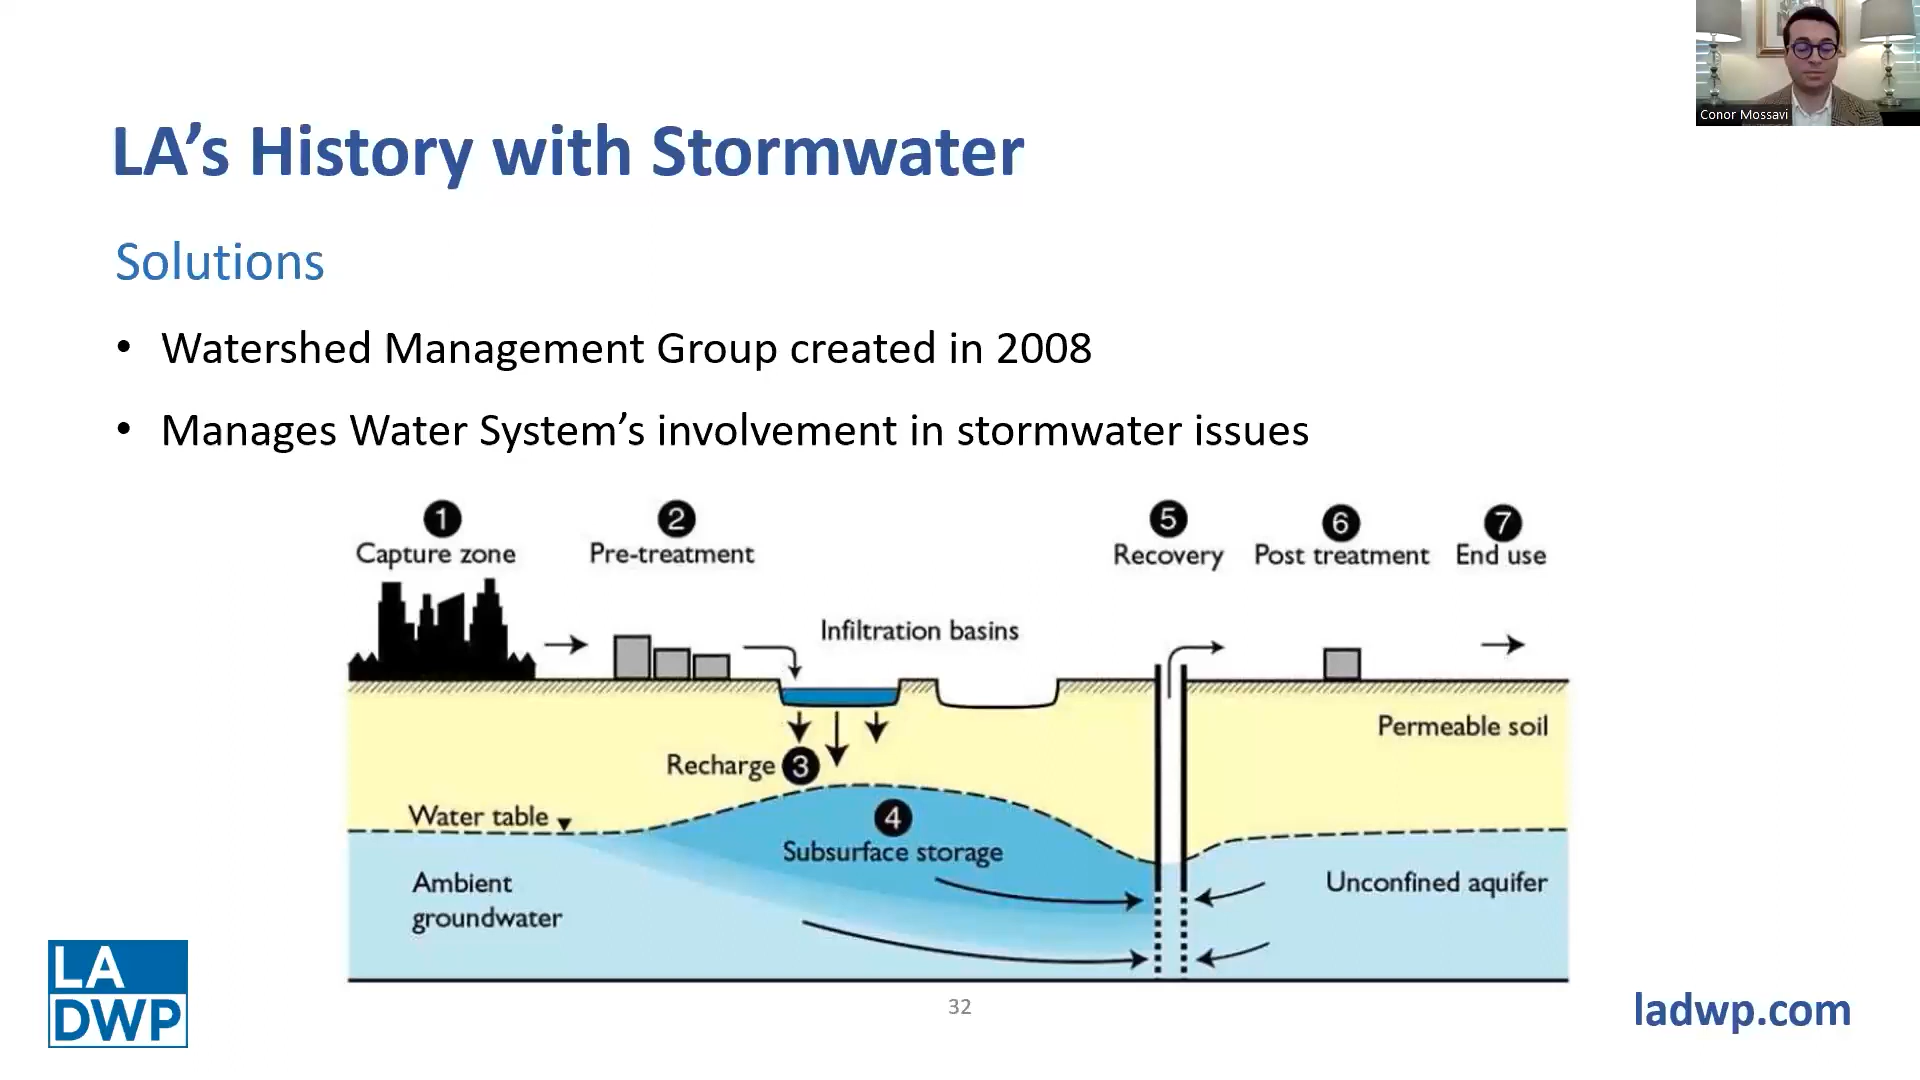 Conor Mossavi
LA’s History with Stormwater
Solutions
• Watershed Management Group created in 2008
• Manages Water System’s involvement in stormwater issues
1
Capture zone
2
Pre-treatment
5
Recovery
6
Post treatment
7
End use
Infiltration basins
Permeable soil
Recharge 3
Water table
4
Subsurface storage
Ambient
groundwater
Unconfined aquifer
LA
DWP
32
ladwp.com